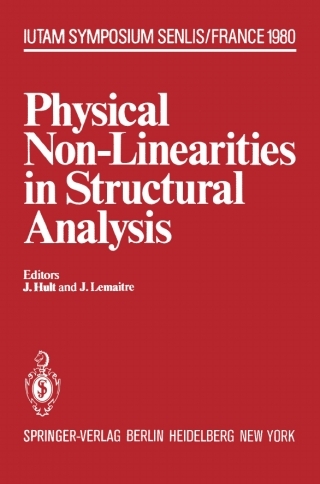 IUTAM SYMPOSIUM SENLIS/FRANCE 1980
Physical
Non-Linearities
in Structural
Analysis
Editors
J. Hult and J. Lemaitre
SPRINGER-VERLAG BERLIN HEIDELBERG NEW YORK